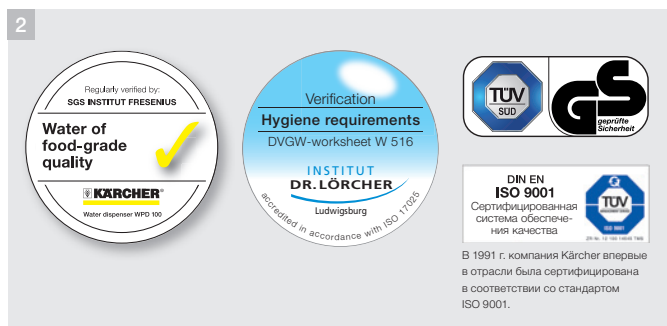 2
Regularly verified by:
SGS INSTITUT FRESENIUS
Water of
food-grade
quality
KÄRCHER®
Water dispenser WPD 100
Verification
Hygiene requirements
DVGW-worksheet W 516
INSTITUT
DR. LÖRCHER
Ludwigsburg
accredited in accordance with ISO 17025
TÜV
SÜD
GS
geprüfte
Sicherheit
DIN EN
ISO 9001
Сертифицированная
система обеспече-
ния качества
TÜV
ISO 9001
В 1991 г. компания Kärcher впервые
в отрасли была сертифицирована
в соответствии со стандартом
ISO 9001.